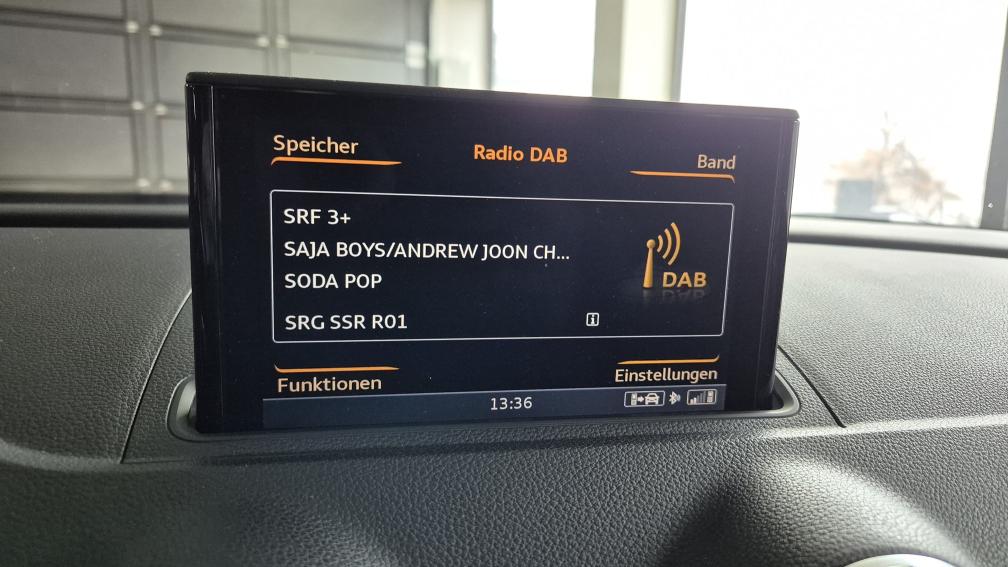 Speicher
Radio DAB
Band
SRF 3+
SAJA BOYS/ANDREW JOON CH...
SODA POP
DAB
SRG SSR R01
Funktionen
Einstellungen
13:36